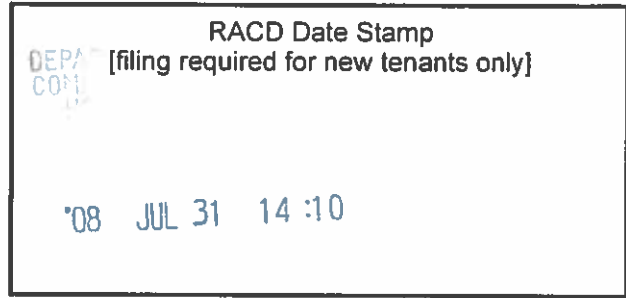 RACD Date Stamp
[filing required for new tenants only]
'08 JUL 31 14:10